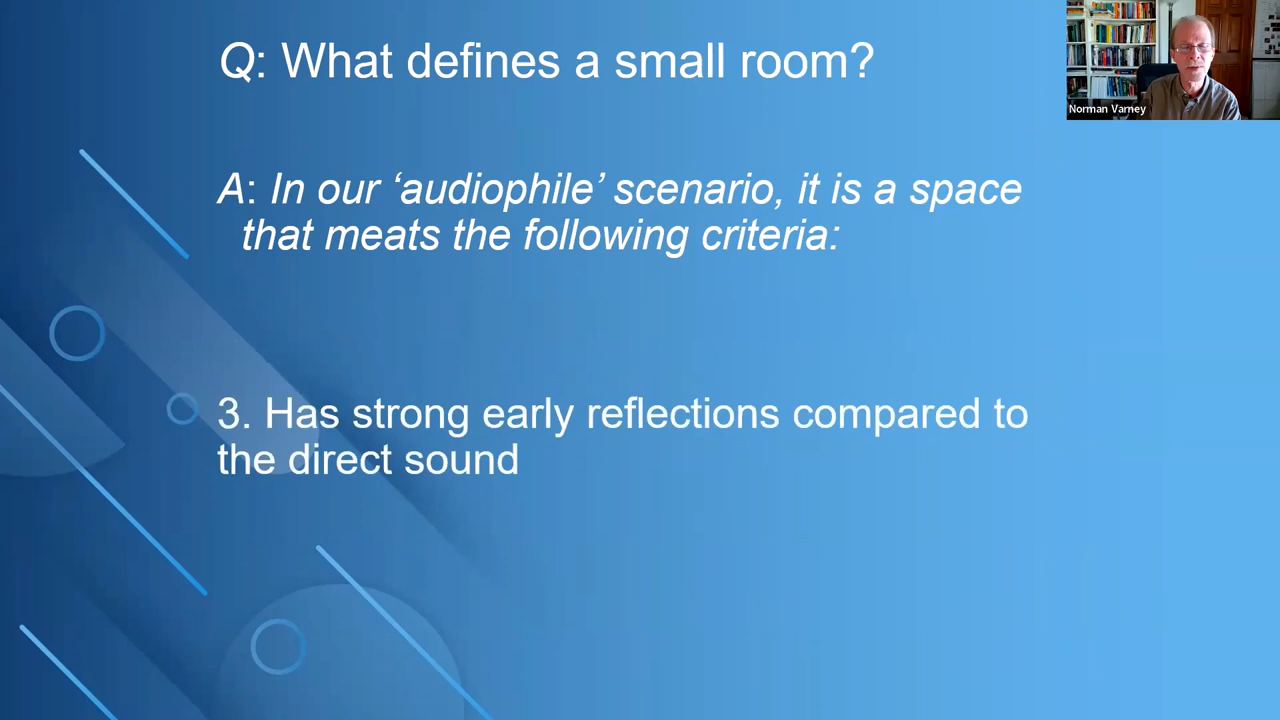 Q: What defines a small room?
Norman Varney
A: In our ‘audiophile’ scenario, it is a space
that meats the following criteria:
3. Has strong early reflections compared to
the direct sound